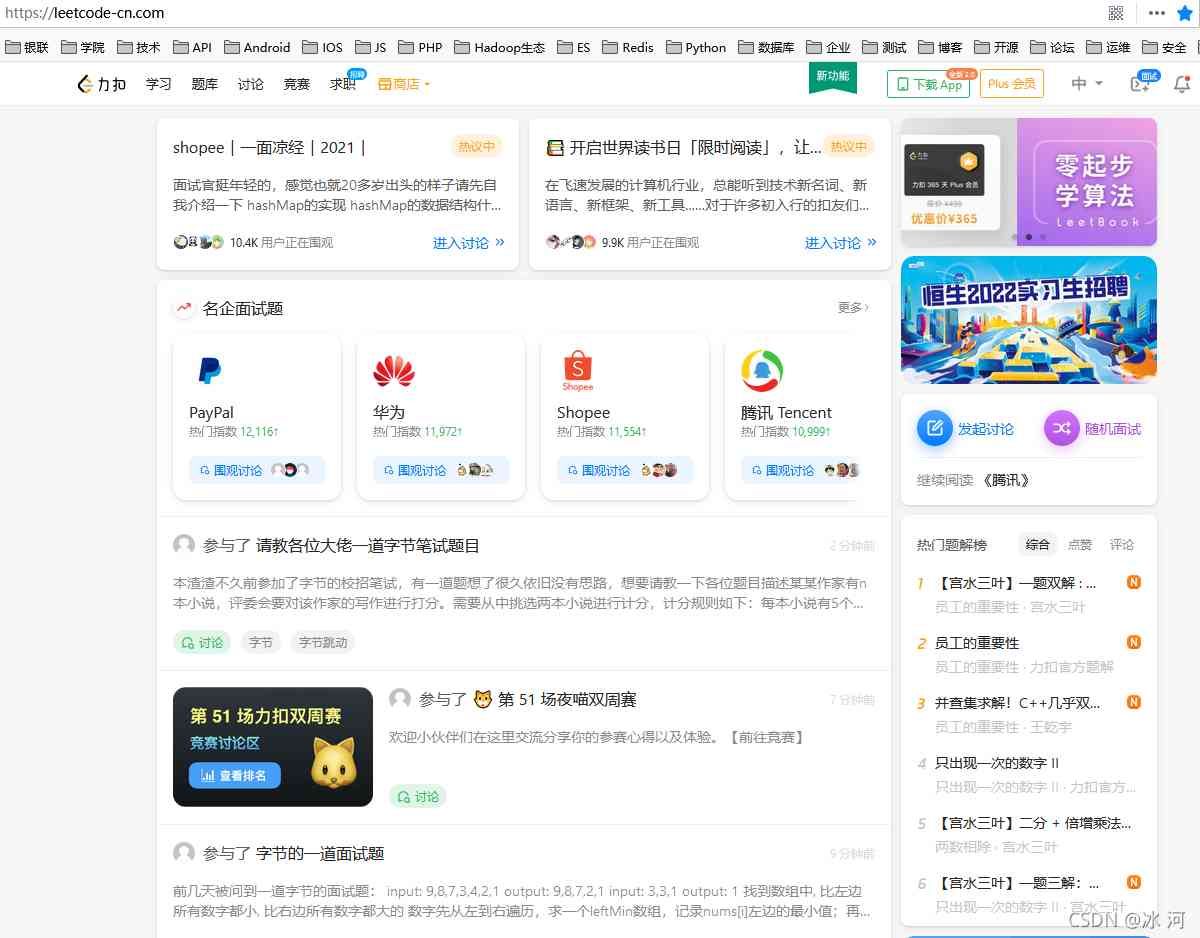 https://leetcode-cn.com
银联 学院 技术 API Android IOS JS PHP Hadoop生态 ES Redis Python 数据库 企业 测试 博客 开源 论坛 运维 安全
力扣 学习 题库 讨论 竞赛 求职 招聘 商店 新功能 下载 App 全新 2.0 Plus 会员 中 面试
shopee | 一面凉经 | 2021 | 热议中
面试官挺年轻的，感觉也就20多岁出头的样子请先自
我介绍一下 hashMap的实现 hashMap的数据结构什...
10.4K 用户正在围观 进入讨论 »
开启世界读书日「限时阅读」，让... 热议中
在飞速发展的计算机行业，总能听到技术新名词、新
语言、新框架、新工具......对于许多初入行的扣友们...
9.9K 用户正在围观 进入讨论 »
力扣
力扣 365 天 Plus 会员
原价 ¥499
优惠价¥365
零起步
学算法
LeetBook
恒生2022实习生招聘
名企面试题 更多 ›
PayPal
热门指数 12,116↑
围观讨论
华为
热门指数 11,972↑
围观讨论
Shopee
Shopee
热门指数 11,554↑
围观讨论
腾讯 Tencent
热门指数 10,999↑
围观讨论
发起讨论 随机面试
继续阅读 《腾讯》
参与了 请教各位大佬一道字节笔试题目 2 分钟前
本渣渣不久前参加了字节的校招笔试，有一道题想了很久依旧没有思路，想要请教一下各位题目描述某某作家有n
本小说，评委会要对该作家的写作进行打分。需要从中挑选两本小说进行计分，计分规则如下：每本小说有5个...
讨论 字节 字节跳动
第 51 场力扣双周赛
竞赛讨论区
查看排名
参与了 🐱 第 51 场夜喵双周赛 7 分钟前
欢迎小伙伴们在这里交流分享你的参赛心得以及体验。【前往竞赛】
讨论
参与了 字节的一道面试题 9 分钟前
前几天被问到一道字节的面试题： input: 9,8,7,3,4,2,1 output: 9,8,7,2,1 input: 3,3,1 output: 1 找到数组中, 比左边
所有数字都小, 比右边所有数字都大的 数字先从左到右遍历，求一个leftMin数组，记录nums[i]左边的最小值；再...
热门题解榜 综合 点赞 评论
1 【宫水三叶】一题双解 : ... N
员工的重要性 · 宫水三叶
2 员工的重要性 N
员工的重要性 · 力扣官方题解
3 并查集求解！C++几乎双... N
员工的重要性 · 王屹宇
4 只出现一次的数字 II
只出现一次的数字 II · 力扣官方...
5 【宫水三叶】二分 + 倍增乘法...
两数相除 · 宫水三叶
6 【宫水三叶】一题三解：... N
只出现一次的数字 II · 宫水三叶
CSDN @冰 河